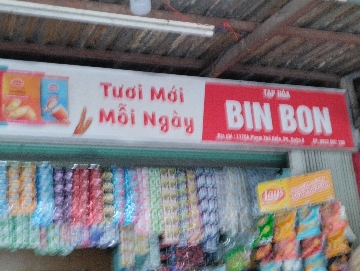 Tươi Mới
Mỗi Ngày
TẠP HÓA
BIN BON
Lay's